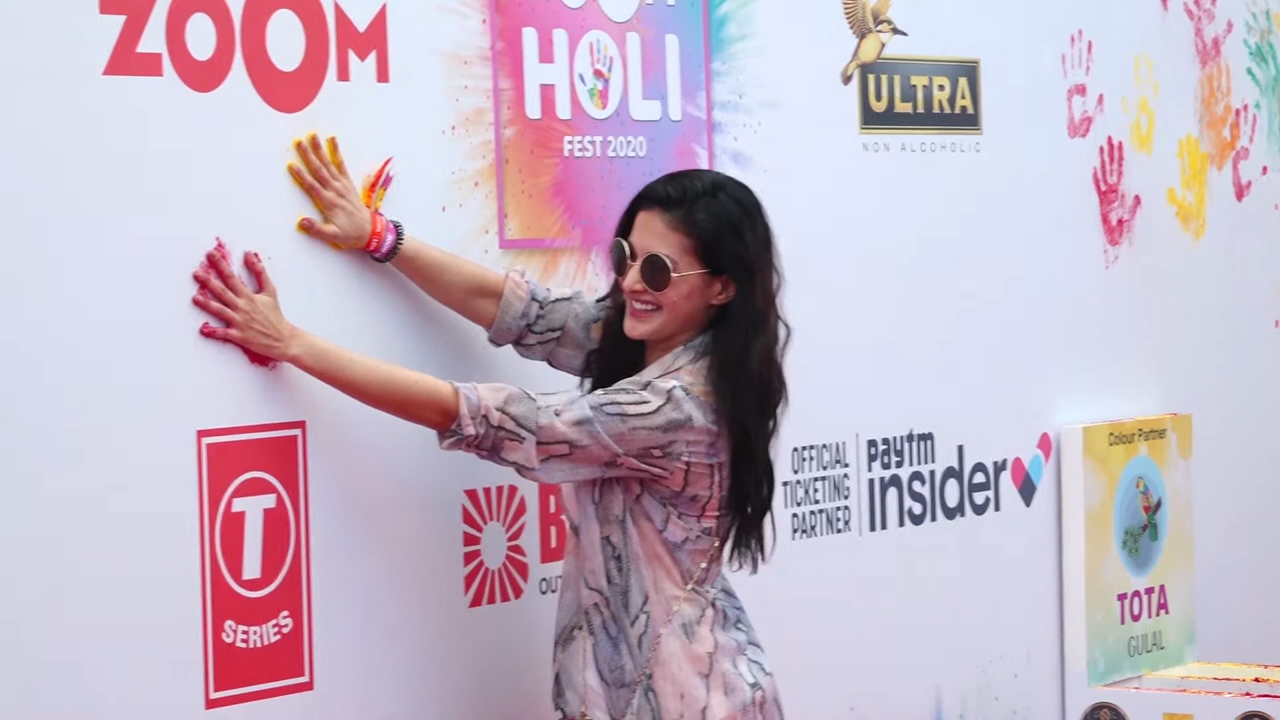 ZOOM
HOLI
FEST 2020
ULTRA
NON ALCOHOLIC
T
SERIES
OFFICIAL
TICKETING
PARTNER
paytm
insider
Colour Partner
TOTA
GULAL